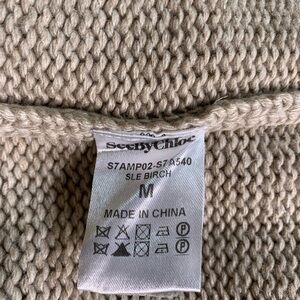 SeeByChloé
S7AMP02-S7A540
SLE BIRCH
M
MADE IN CHINA